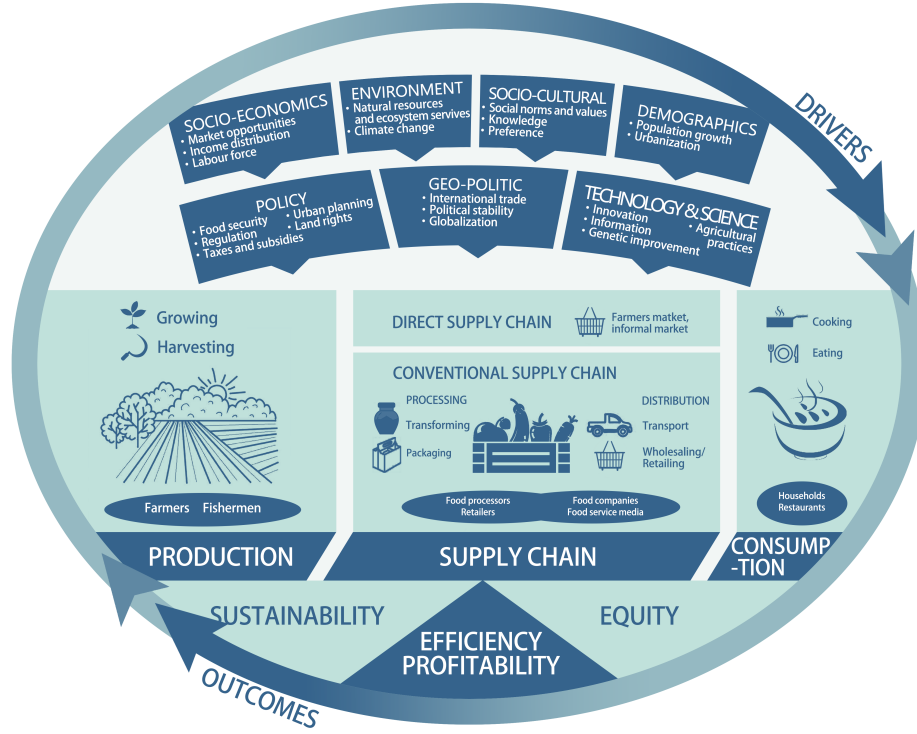 DRIVERS
SOCIO-ECONOMICS
• Market opportunities
• Income distribution
• Labour force
ENVIRONMENT
• Natural resources
and ecosystem servives
• Climate change
SOCIO-CULTURAL
• Social norms and values
• Knowledge
• Preference
DEMOGRAPHICS
• Population growth
• Urbanization
POLICY
• Food security
• Regulation
• Taxes and subsidies
• Urban planning
• Land rights
GEO-POLITIC
• International trade
• Political stability
• Globalization
TECHNOLOGY & SCIENCE
• Innovation
• Information
• Genetic improvement
• Agricultural
practices
Growing
Harvesting
Farmers Fishermen
PRODUCTION
DIRECT SUPPLY CHAIN
Farmers matket,
informal market
CONVENTIONAL SUPPLY CHAIN
PROCESSING
Transforming
Packaging
DISTRIBUTION
Transport
Wholesaling/
Retailing
Food processors
Retailers
Food companies
Food service media
SUPPLY CHAIN
Cooking
Eating
Households
Restaurants
CONSUMP
-TION
SUSTAINABILITY
EFFICIENCY
PROFITABILITY
EQUITY
OUTCOMES